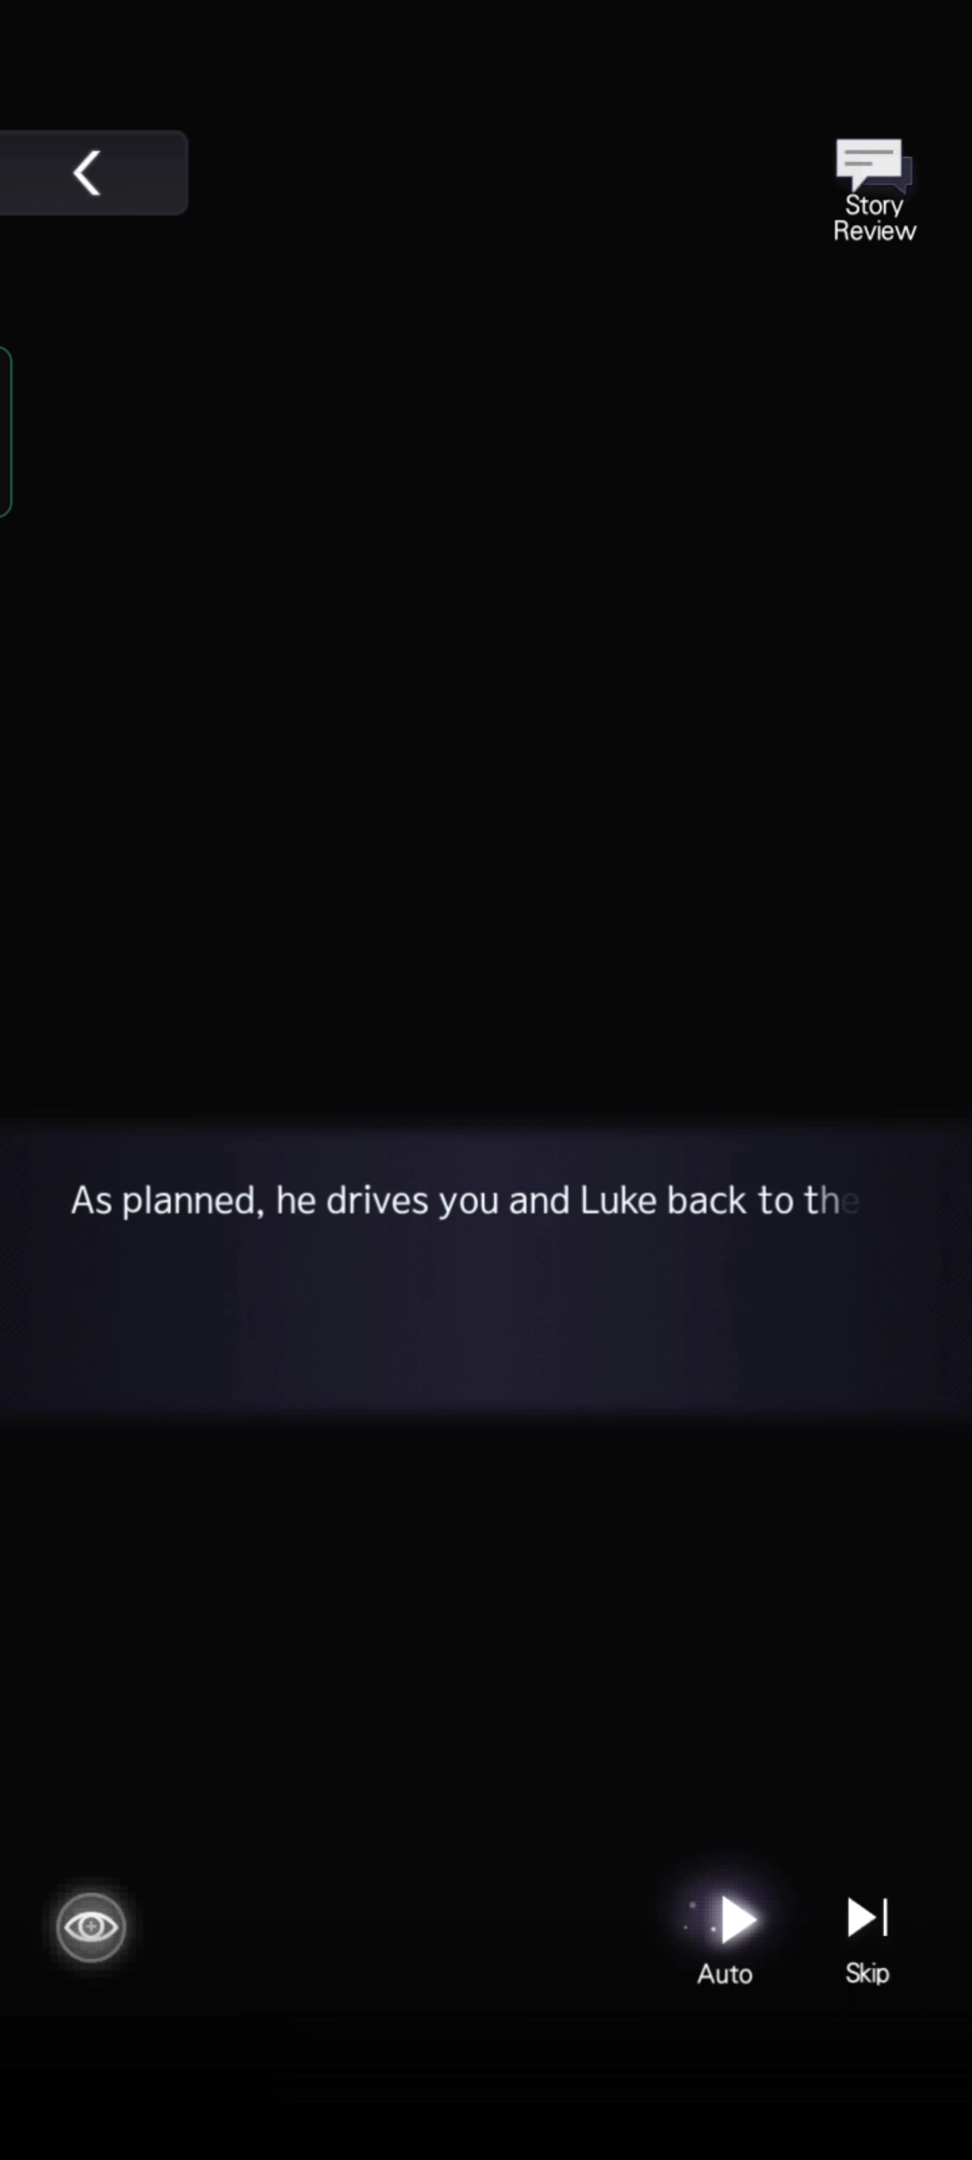 Story
Review
As planned, he drives you and Luke back to the
Auto
Skip